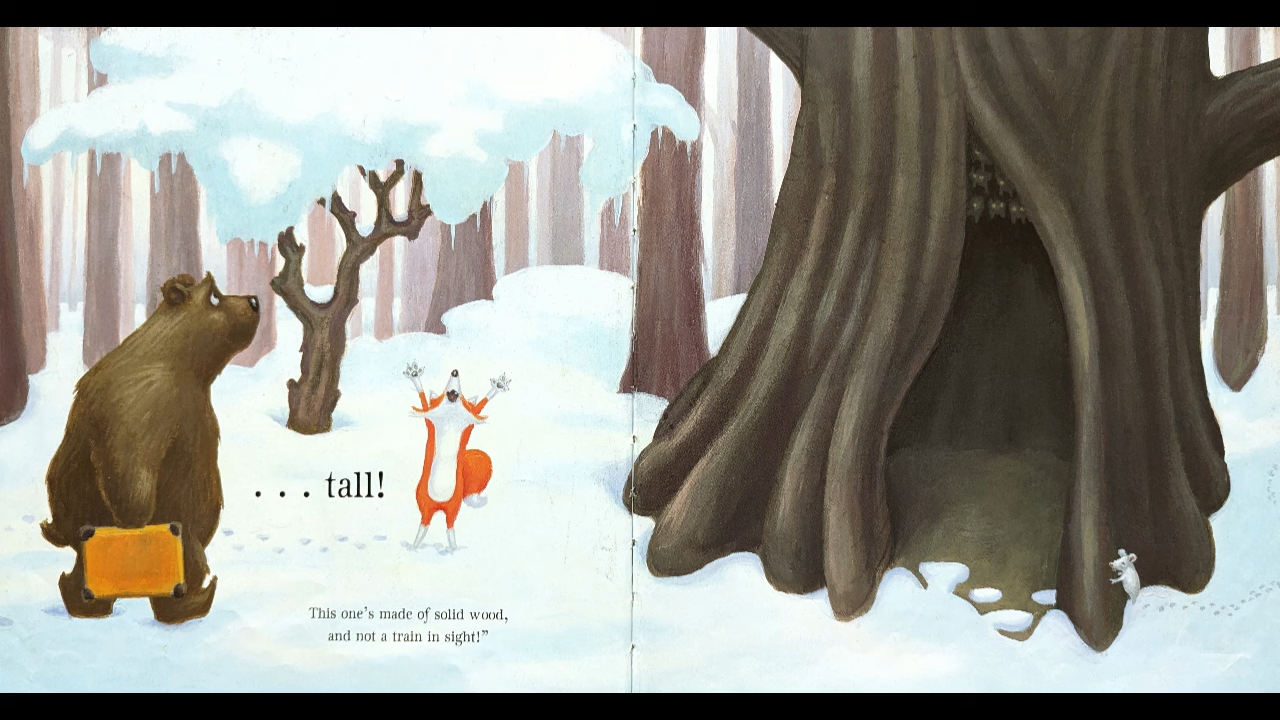 . . . tall!
This one's made of solid wood,
and not a train in sight!”